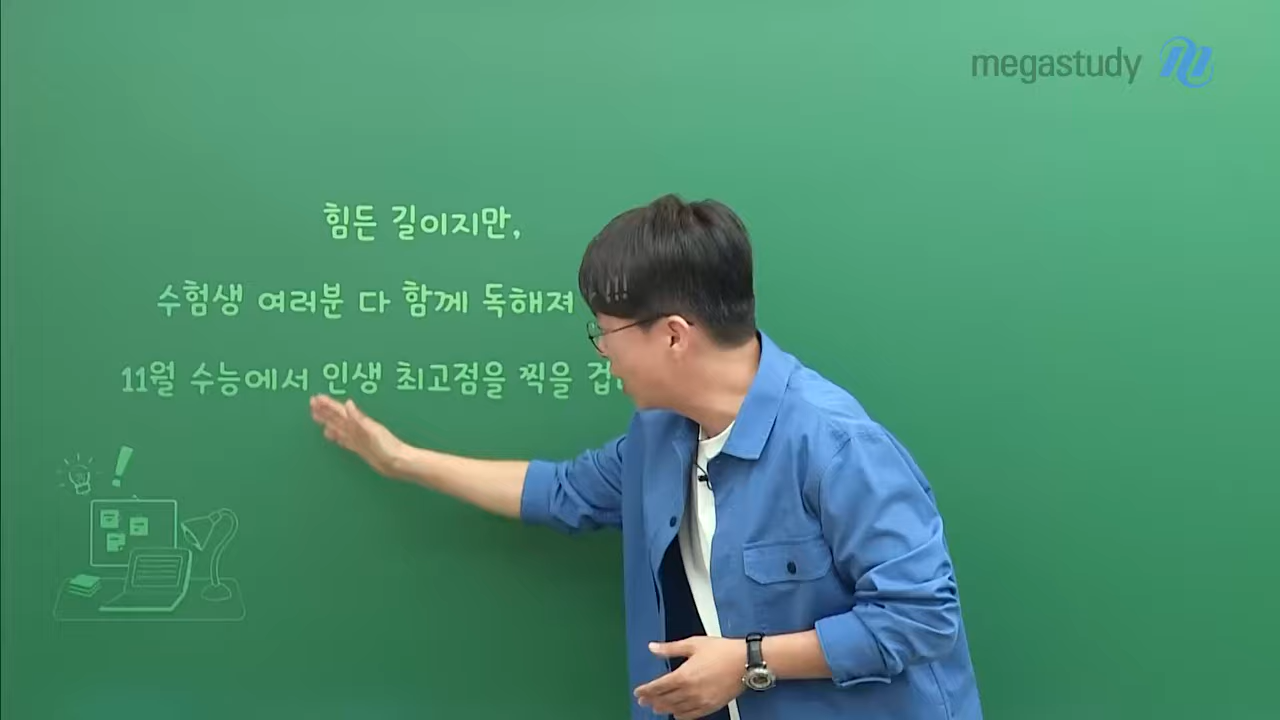 megastudy
힘든 길이지만,
수험생 여러분 다 함께 독해져
11월 수능에서 인생 최고점을 찍을